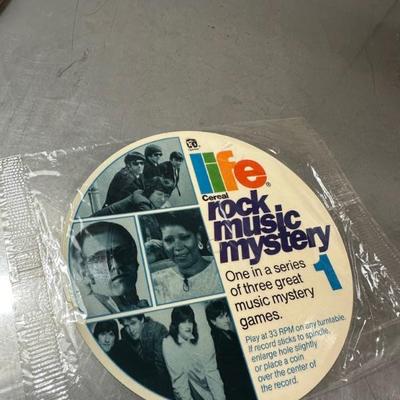 life®
Cereal
rock
music
mystery
1
One in a series
of three great
music mystery
games.
Play at 33 RPM on any turntable.
If record sticks to spindle,
enlarge hole slightly
or place a coin
over the center of
the record.